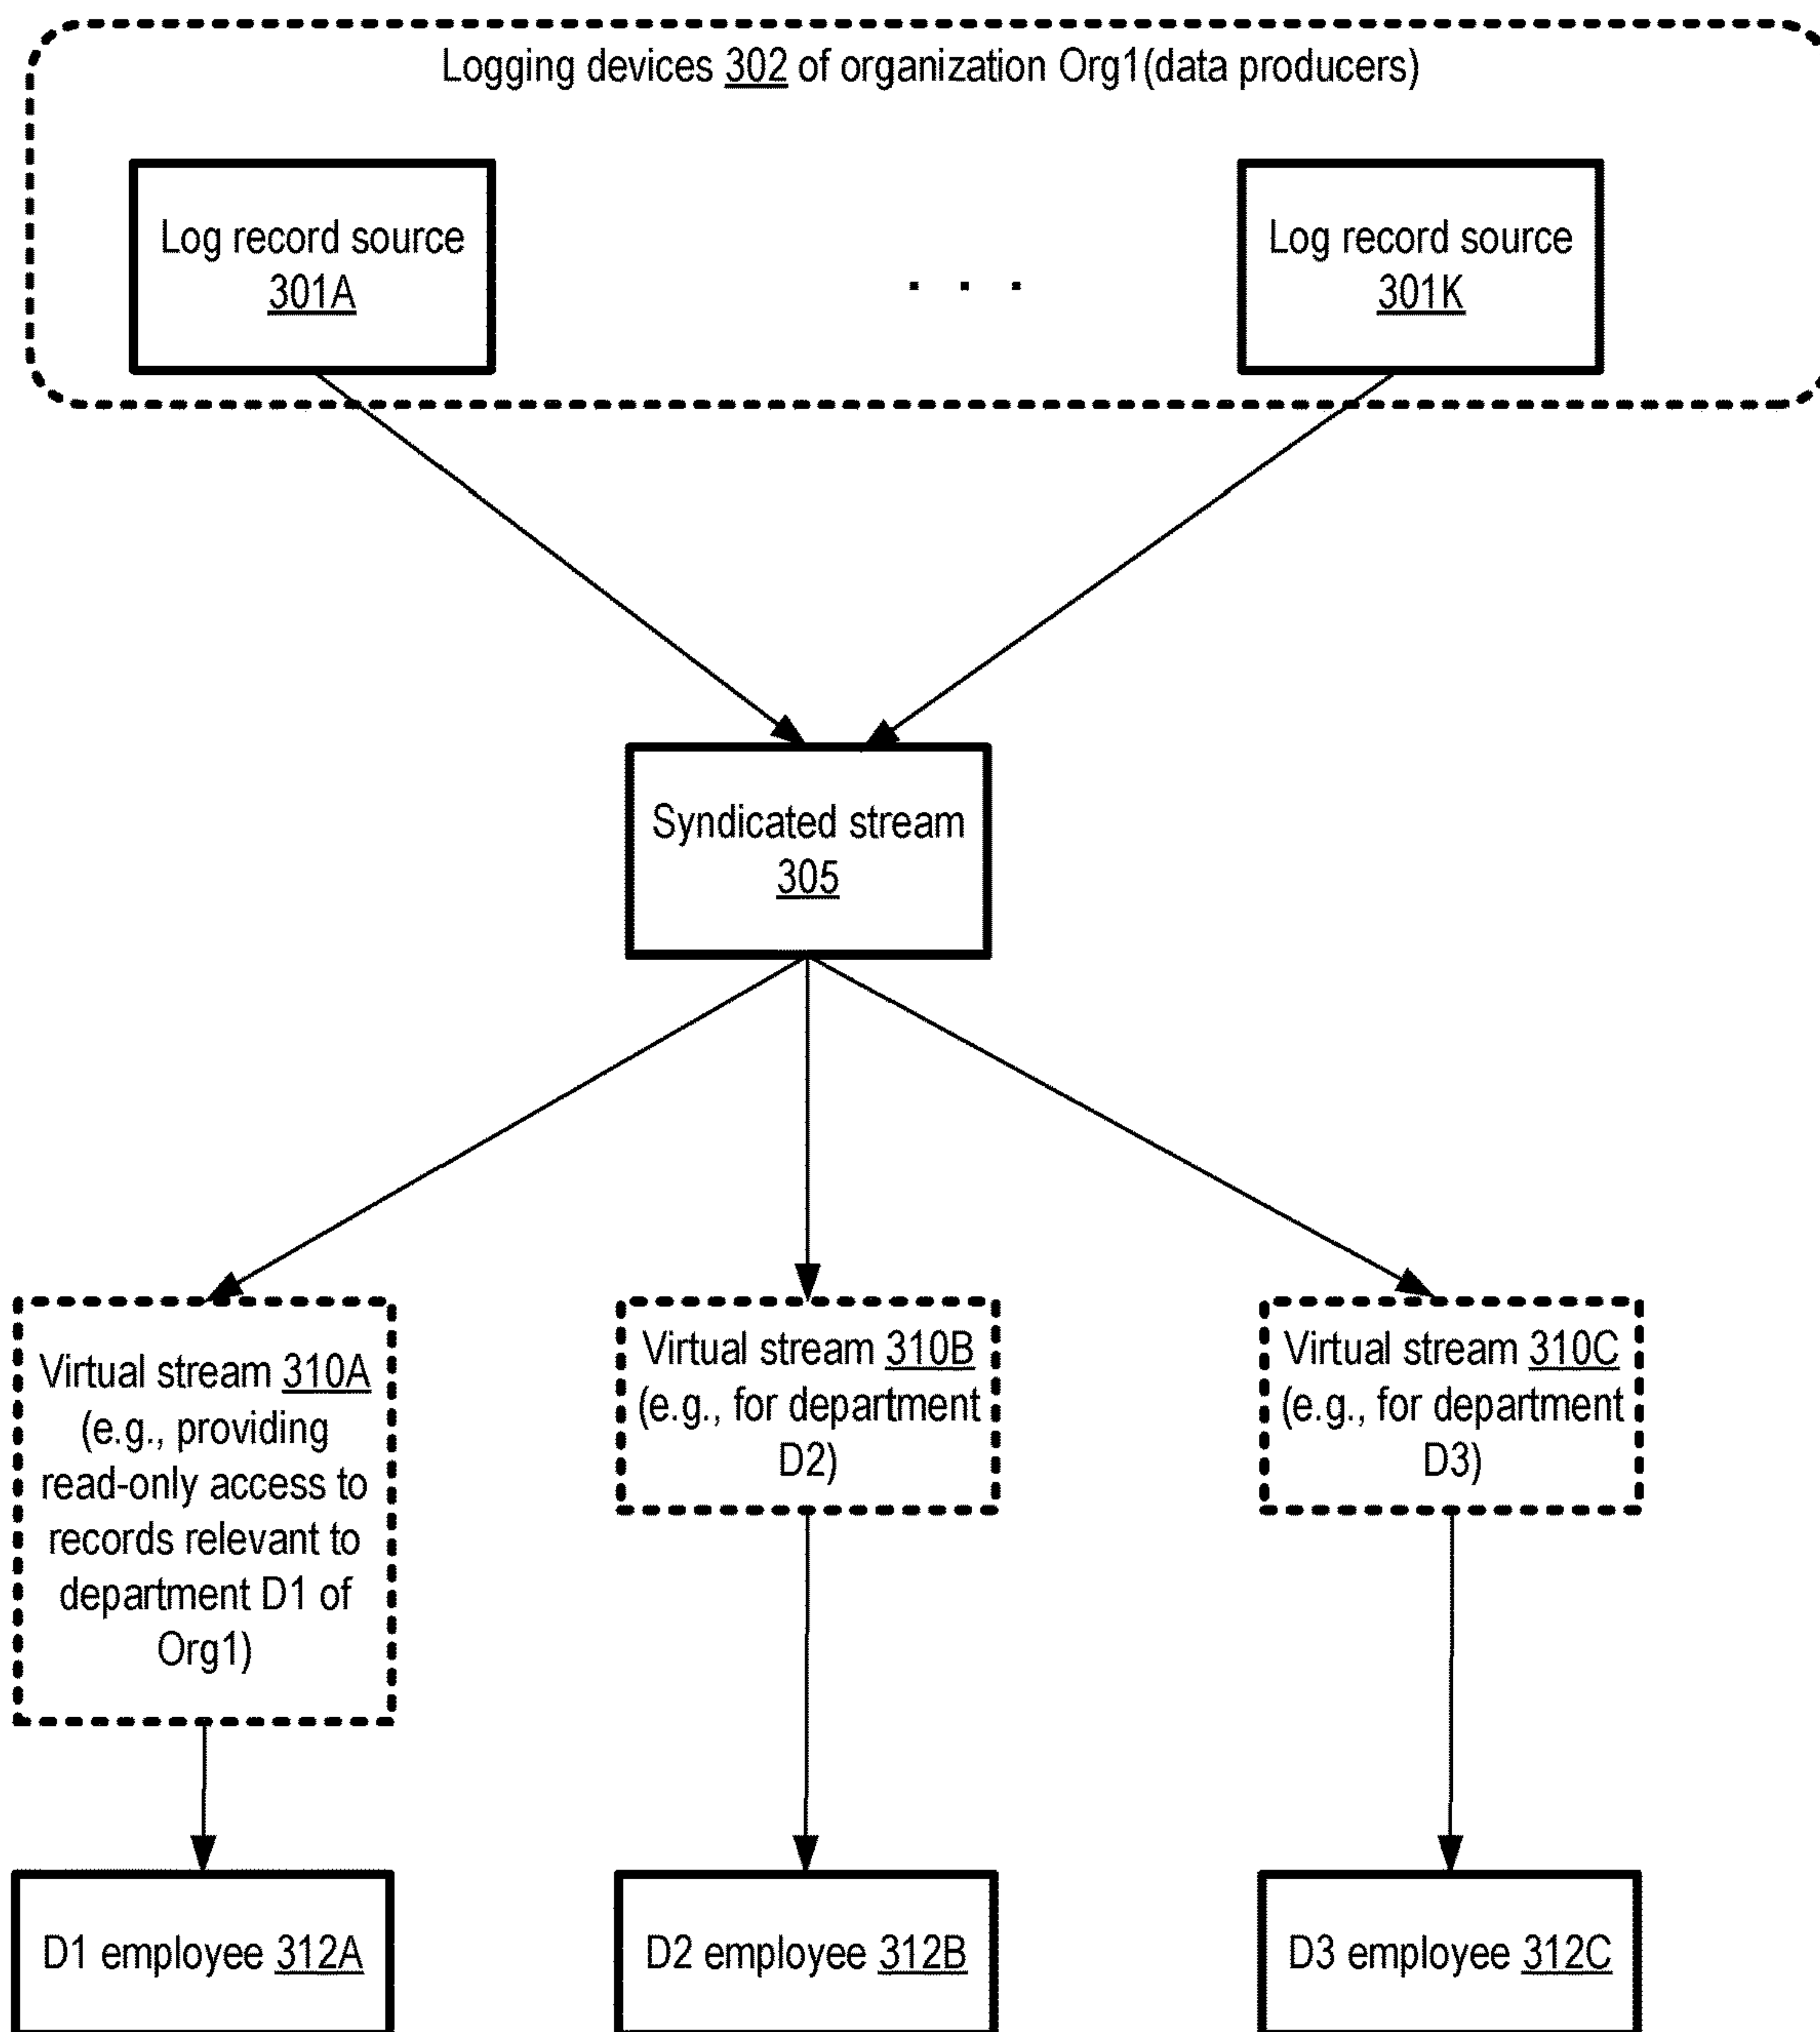 Logging devices 302 of organization Org1(data producers)
Log record source
301A
. . .
Log record source
301K
Syndicated stream
305
Virtual stream 310A
(e.g., providing
read-only access to
records relevant to
department D1 of
Org1)
Virtual stream 310B
(e.g., for department
D2)
Virtual stream 310C
(e.g., for department
D3)
D1 employee 312A
D2 employee 312B
D3 employee 312C